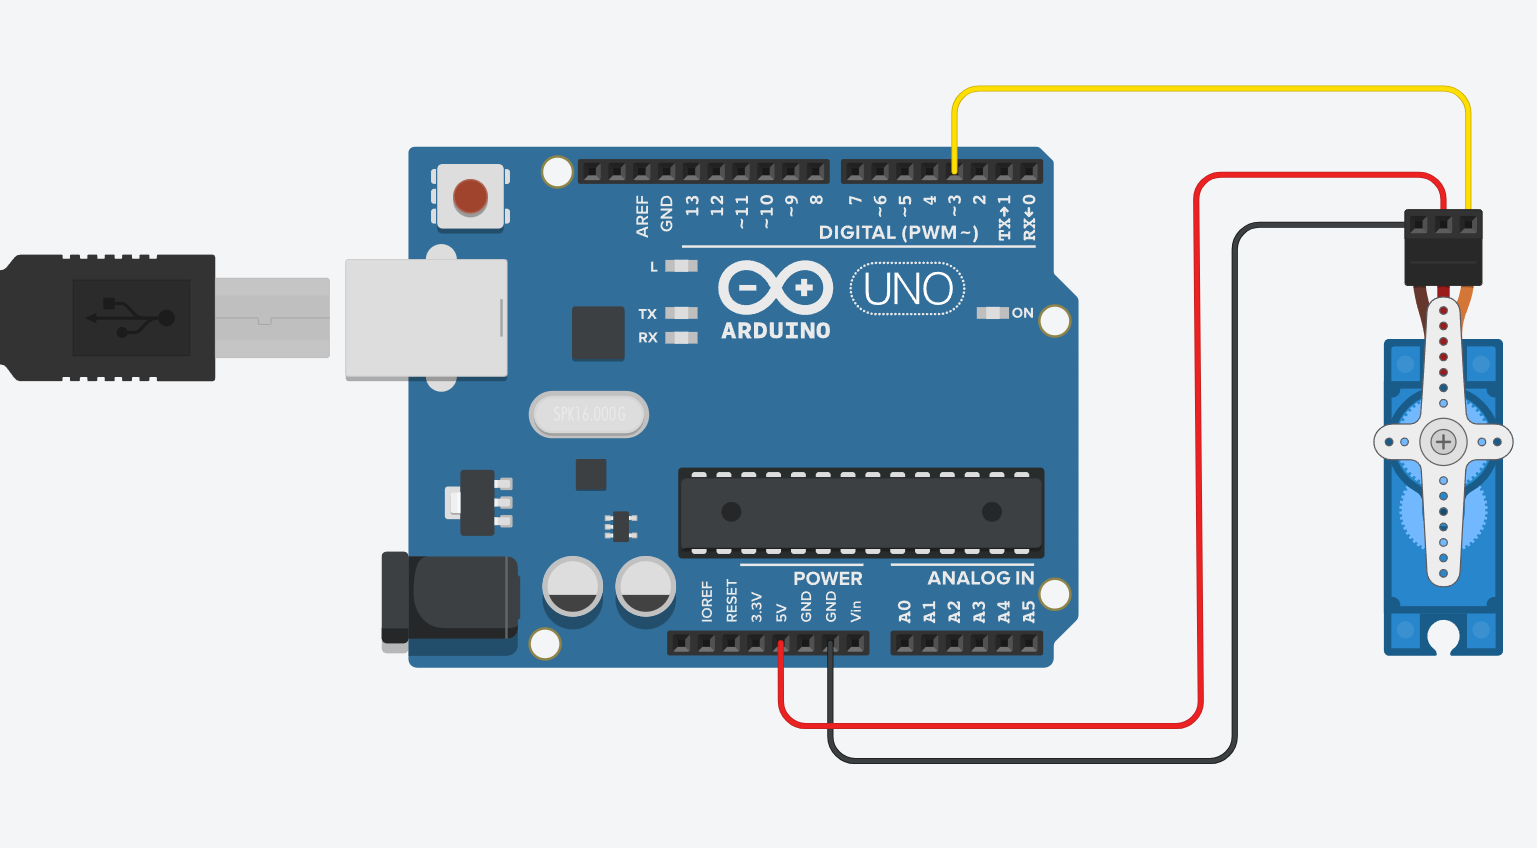 AREF
GND
13
12
~11
~10
~9
8
7
~6
~5
4
~3
2
TX→1
RX←0
DIGITAL (PWM~)
L
TX
RX
ARDUINO
UNO
ON
SPK16.000G
POWER
ANALOG IN
IOREF
RESET
3.3V
5V
GND
GND
Vin
A0
A1
A2
A3
A4
A5